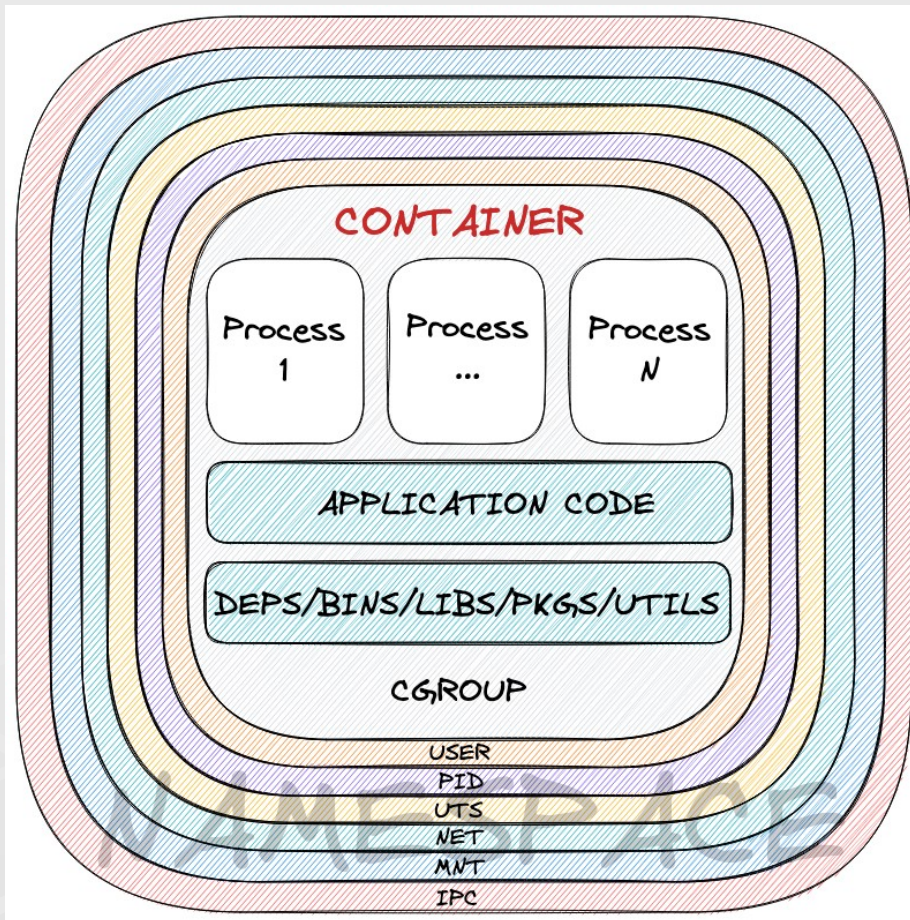 CONTAINER
Process
1
Process
...
Process
N
APPLICATION CODE
DEPS/BINS/LIBS/PKGS/UTILS
CGROUP
USER
PID
UTS
NET
MNT
IPC
NAMESPACE